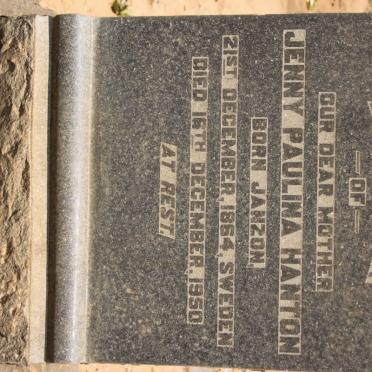 — OF —
OUR DEAR MOTHER
JENNY PAULINA HANTON
BORN JANZON,
21ST DECEMBER, 1864, SWEDEN
DIED 16TH DECEMBER, 1950
AT REST.